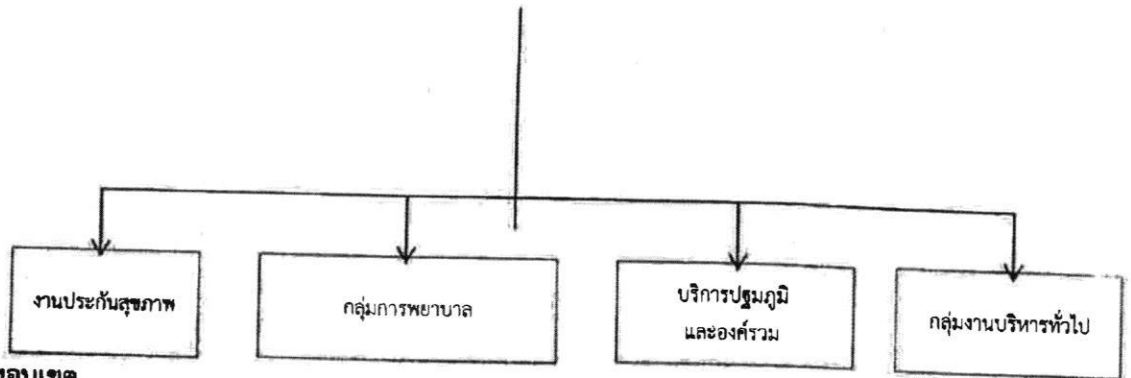 งานประกันสุขภาพ
กลุ่มการพยาบาล
บริการปฐมภูมิ
และองค์รวม
กลุ่มงานบริหารทั่วไป